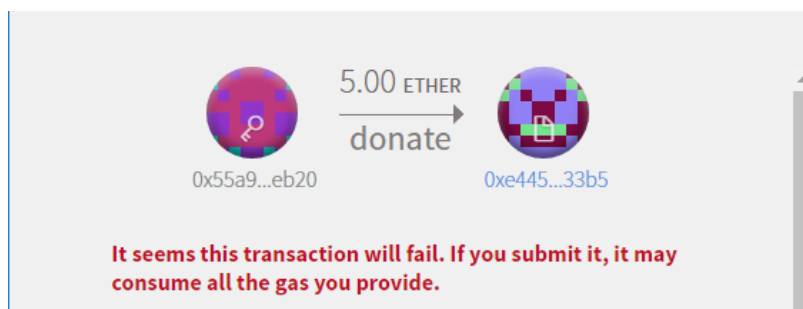 5.00 ETHER
donate
0x55a9...eb20
0xe445...33b5
It seems this transaction will fail. If you submit it, it may
consume all the gas you provide.